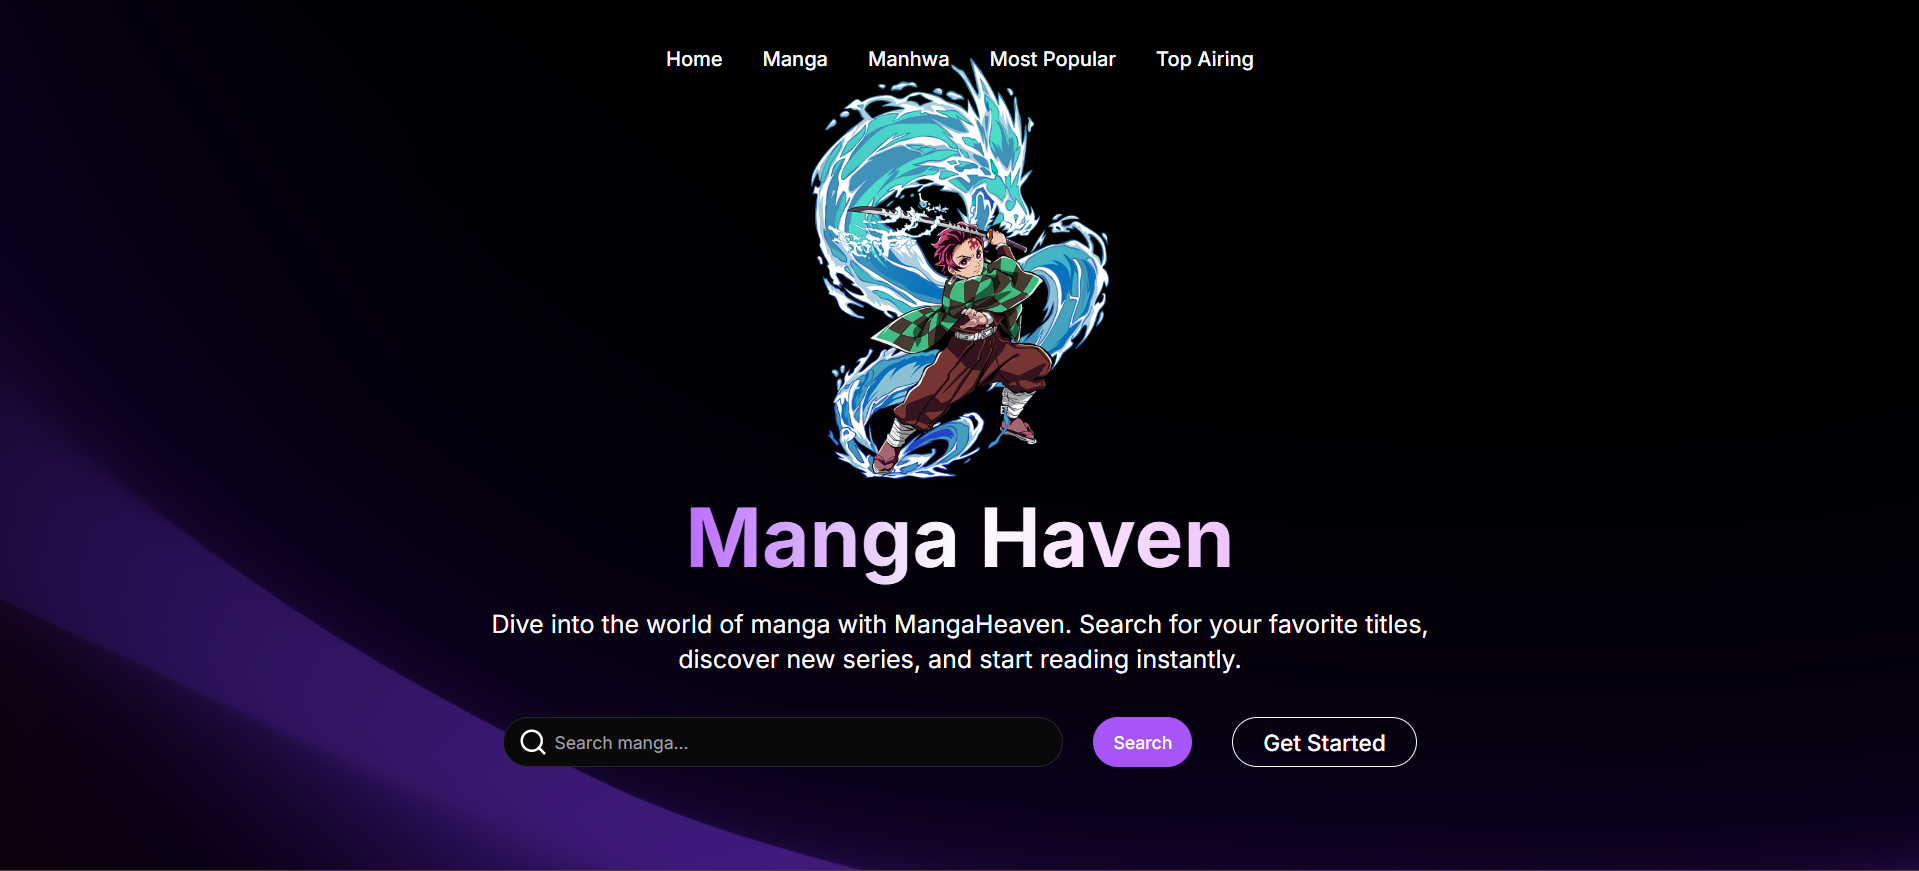 Home Manga Manhwa Most Popular Top Airing
Manga Haven
Dive into the world of manga with MangaHeaven. Search for your favorite titles,
discover new series, and start reading instantly.
Search manga... Search Get Started